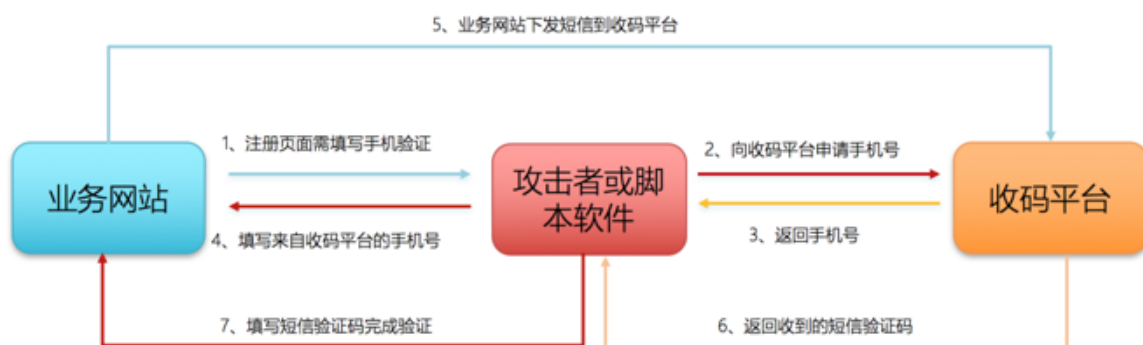 5、业务网站下发短信到收码平台
1、注册页面需填写手机验证
2、向收码平台申请手机号
业务网站
攻击者或脚
本软件
收码平台
4、填写来自收码平台的手机号
3、返回手机号
7、填写短信验证码完成验证
6、返回收到的短信验证码